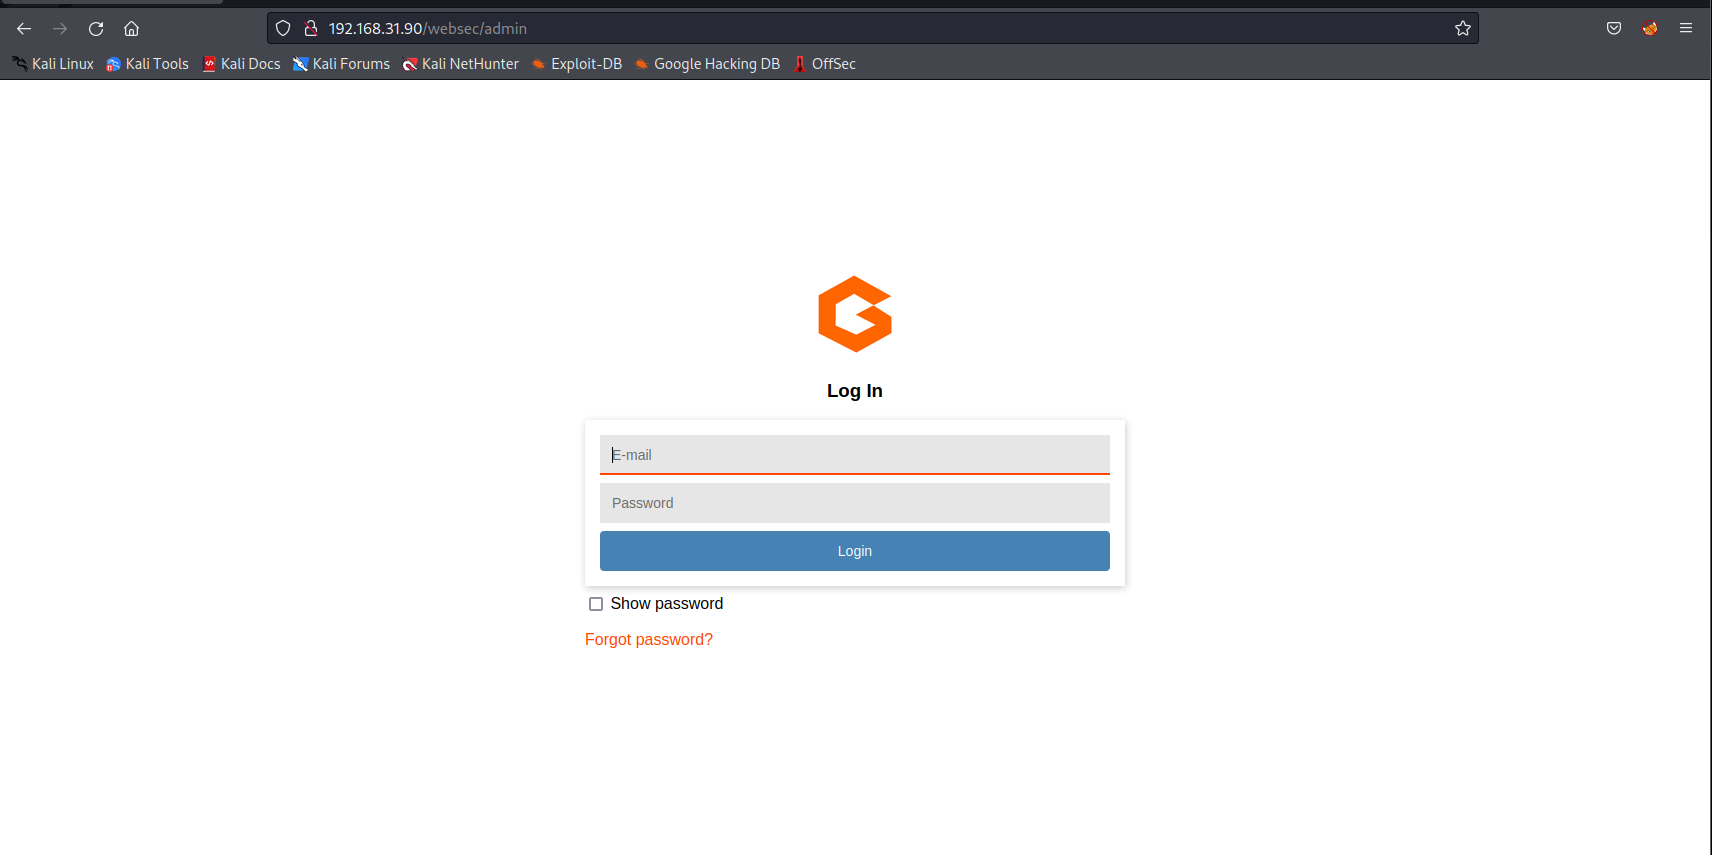 192.168.31.90/websec/admin
Kali Linux Kali Tools Kali Docs Kali Forums Kali NetHunter Exploit-DB Google Hacking DB OffSec
Log In
E-mail
Password
Login
Show password
Forgot password?